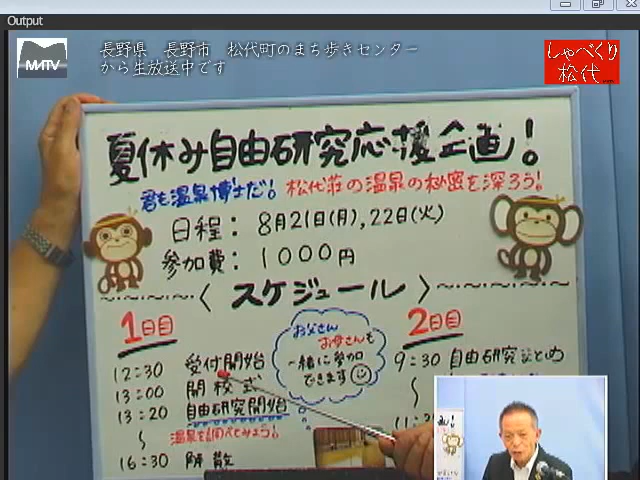 Output
MATV
長野県 長野市 松代町のまち歩きセンター
から生放送中です
しゃべくり
松代
夏休み自由研究応援企画!
君も温泉博士だ! 松代荘の温泉の秘密を深ろう!
日程: 8月21日(月),22日(火)
参加費: 1000円
〈スケジュール〉
1日目
12:30 受付開始
13:00 開校式
13:20 自由研究開始
〜 温泉を調べてみよう!
16:30 解散
お父さん
お母さんも
一緒に参加
できます
2日目
9:30 自由研究まとめ
〜